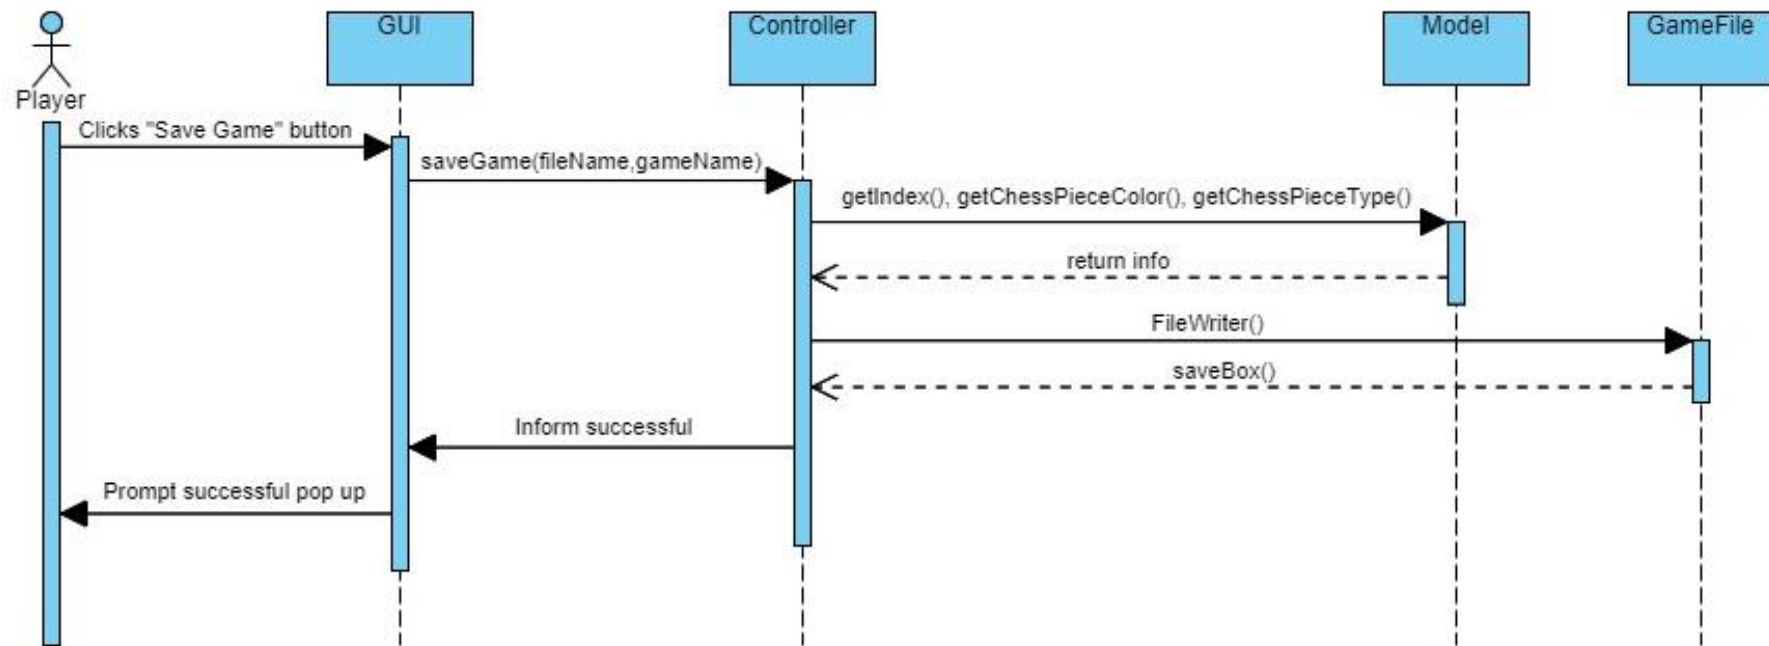 GUI
Controller
Model
GameFile
Player
Clicks "Save Game" button
saveGame(fileName,gameName)
getIndex(), getChessPieceColor(), getChessPieceType()
return info
FileWriter()
saveBox()
Inform successful
Prompt successful pop up